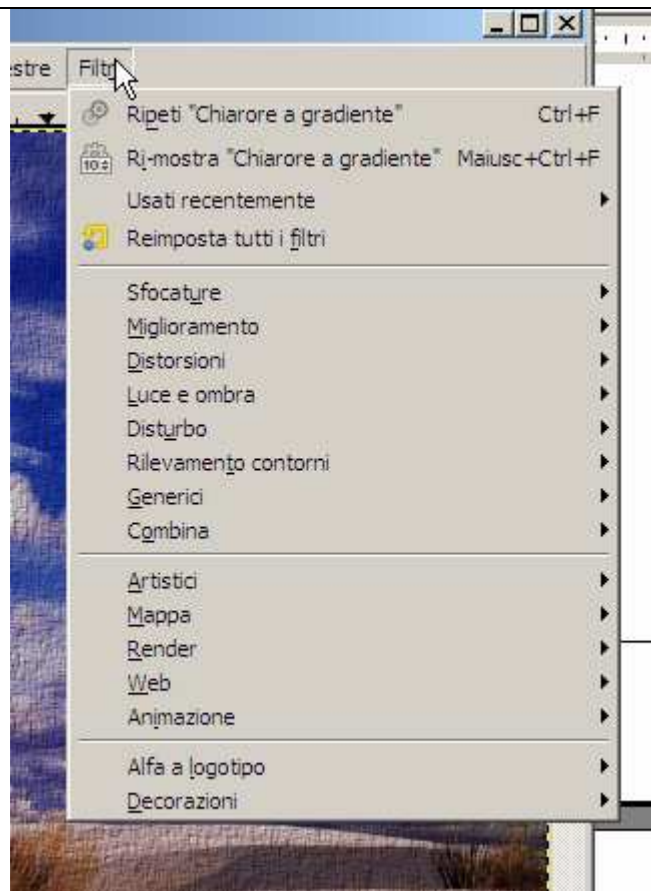 estre Filtri
Ripeti "Chiarore a gradiente" Ctrl+F
Ri-mostra "Chiarore a gradiente" Maiusc+Ctrl+F
Usati recentemente
Reimposta tutti i filtri
Sfocature
Miglioramento
Distorsioni
Luce e ombra
Disturbo
Rilevamento contorni
Generici
Combina
Artistici
Mappa
Render
Web
Animazione
Alfa a logotipo
Decorazioni